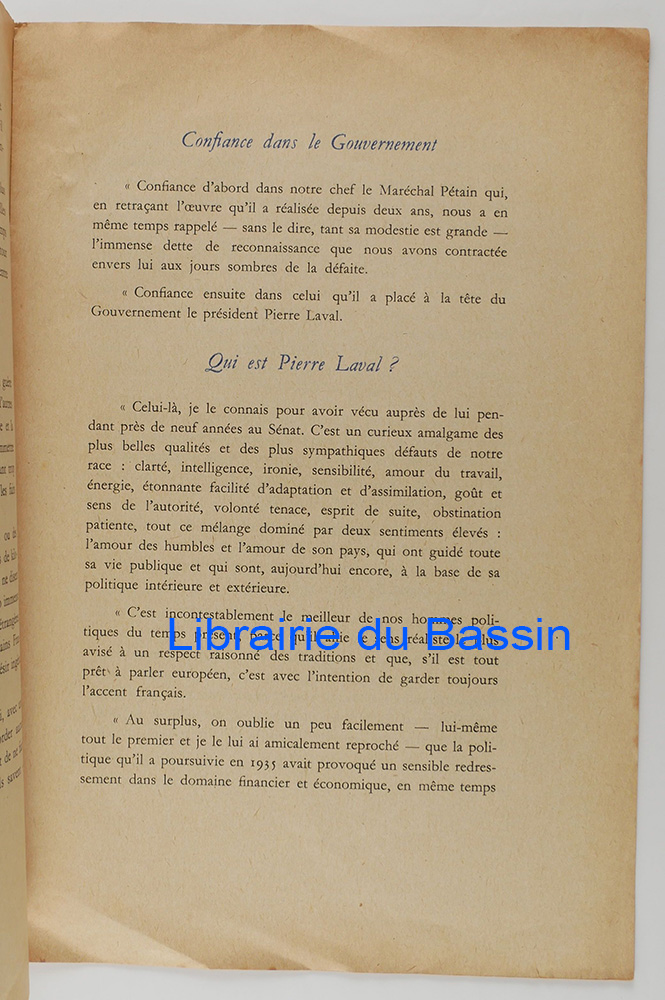 Confiance dans le Gouvernement
« Confiance d'abord dans notre chef le Maréchal Pétain qui,
en retraçant l'œuvre qu'il a réalisée depuis deux ans, nous a en
même temps rappelé — sans le dire, tant sa modestie est grande —
l'immense dette de reconnaissance que nous avons contractée
envers lui aux jours sombres de la défaite.
« Confiance ensuite dans celui qu'il a placé à la tête du
Gouvernement le président Pierre Laval.
Qui est Pierre Laval ?
« Celui-là, je le connais pour avoir vécu auprès de lui pen-
dant près de neuf années au Sénat. C'est un curieux amalgame des
plus belles qualités et des plus sympathiques défauts de notre
race : clarté, intelligence, ironie, sensibilité, amour du travail,
énergie, étonnante facilité d'adaptation et d'assimilation, goût et
sens de l'autorité, volonté tenace, esprit de suite, obstination
patiente, tout ce mélange dominé par deux sentiments élevés :
l'amour des humbles et l'amour de son pays, qui ont guidé toute
sa vie publique et qui sont, aujourd'hui encore, à la base de sa
politique intérieure et extérieure.
« C'est incontestablement le meilleur de nos hommes poli-
tiques du temps présent parce qu'il allie le sens réaliste le plus
avisé à un respect raisonné des traditions et que, s'il est tout
prêt à parler européen, c'est avec l'intention de garder toujours
l'accent français.
« Au surplus, on oublie un peu facilement — lui-même
tout le premier et je le lui ai amicalement reproché — que la poli-
tique qu'il a poursuivie en 1935 avait provoqué un sensible redres-
sement dans le domaine financier et économique, en même temps
Librairie du Bassin